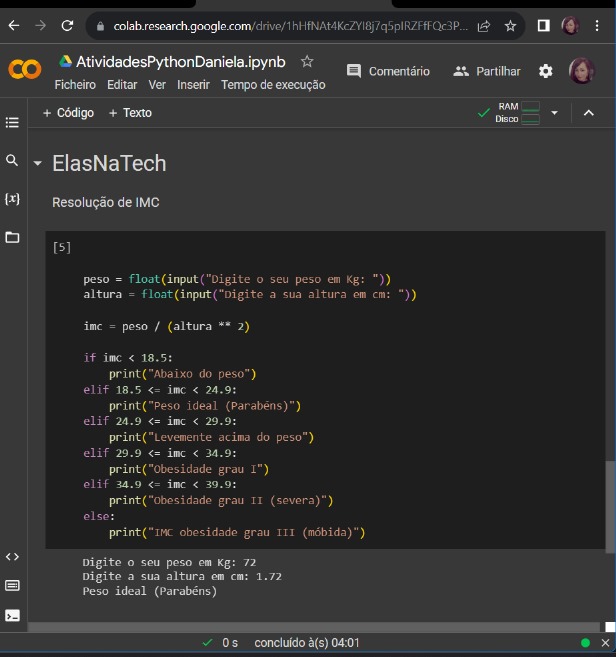 colab.research.google.com/drive/1hHfNAt4KcZYI8j7q5pIRZFfFQc3P...
AtividadesPythonDaniela.ipynb
Comentário
Partilhar
Ficheiro Editar Ver Inserir Tempo de execução
+ Código + Texto
RAM
Disco
ElasNaTech
{x}
Resolução de IMC
[5]
peso = float(input("Digite o seu peso em Kg: "))
altura = float(input("Digite a sua altura em cm: "))
imc = peso / (altura ** 2)
if imc < 18.5:
    print("Abaixo do peso")
elif 18.5 <= imc < 24.9:
    print("Peso ideal (Parabéns)")
elif 24.9 <= imc < 29.9:
    print("Levemente acima do peso")
elif 29.9 <= imc < 34.9:
    print("Obesidade grau I")
elif 34.9 <= imc < 39.9:
    print("Obesidade grau II (severa)")
else:
    print("IMC obesidade grau III (móbida)")
Digite o seu peso em Kg: 72
Digite a sua altura em cm: 1.72
Peso ideal (Parabéns)
0 s concluído à(s) 04:01